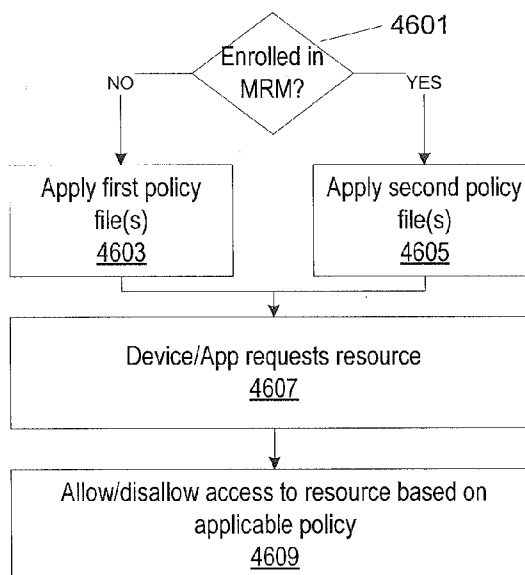 4601
Enrolled in
MRM?
NO
YES
Apply first policy
file(s)
4603
Apply second policy
file(s)
4605
Device/App requests resource
4607
Allow/disallow access to resource based on
applicable policy
4609